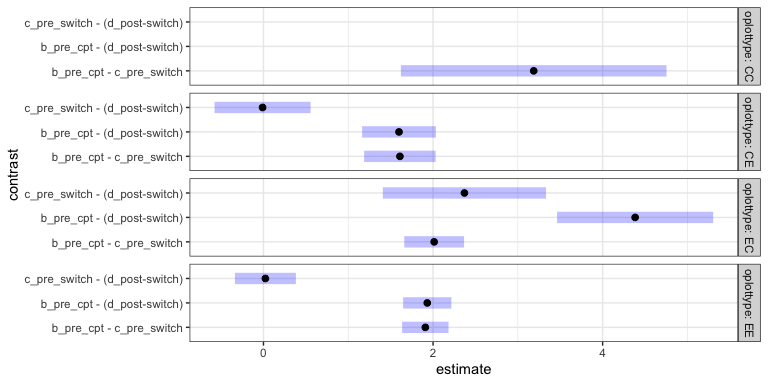 c_pre_switch - (d_post-switch)
b_pre_cpt - (d_post-switch)
b_pre_cpt - c_pre_switch
oplottype: CC
c_pre_switch - (d_post-switch)
b_pre_cpt - (d_post-switch)
b_pre_cpt - c_pre_switch
oplottype: CE
c_pre_switch - (d_post-switch)
b_pre_cpt - (d_post-switch)
b_pre_cpt - c_pre_switch
oplottype: EC
c_pre_switch - (d_post-switch)
b_pre_cpt - (d_post-switch)
b_pre_cpt - c_pre_switch
oplottype: EE
contrast
0 2 4
estimate